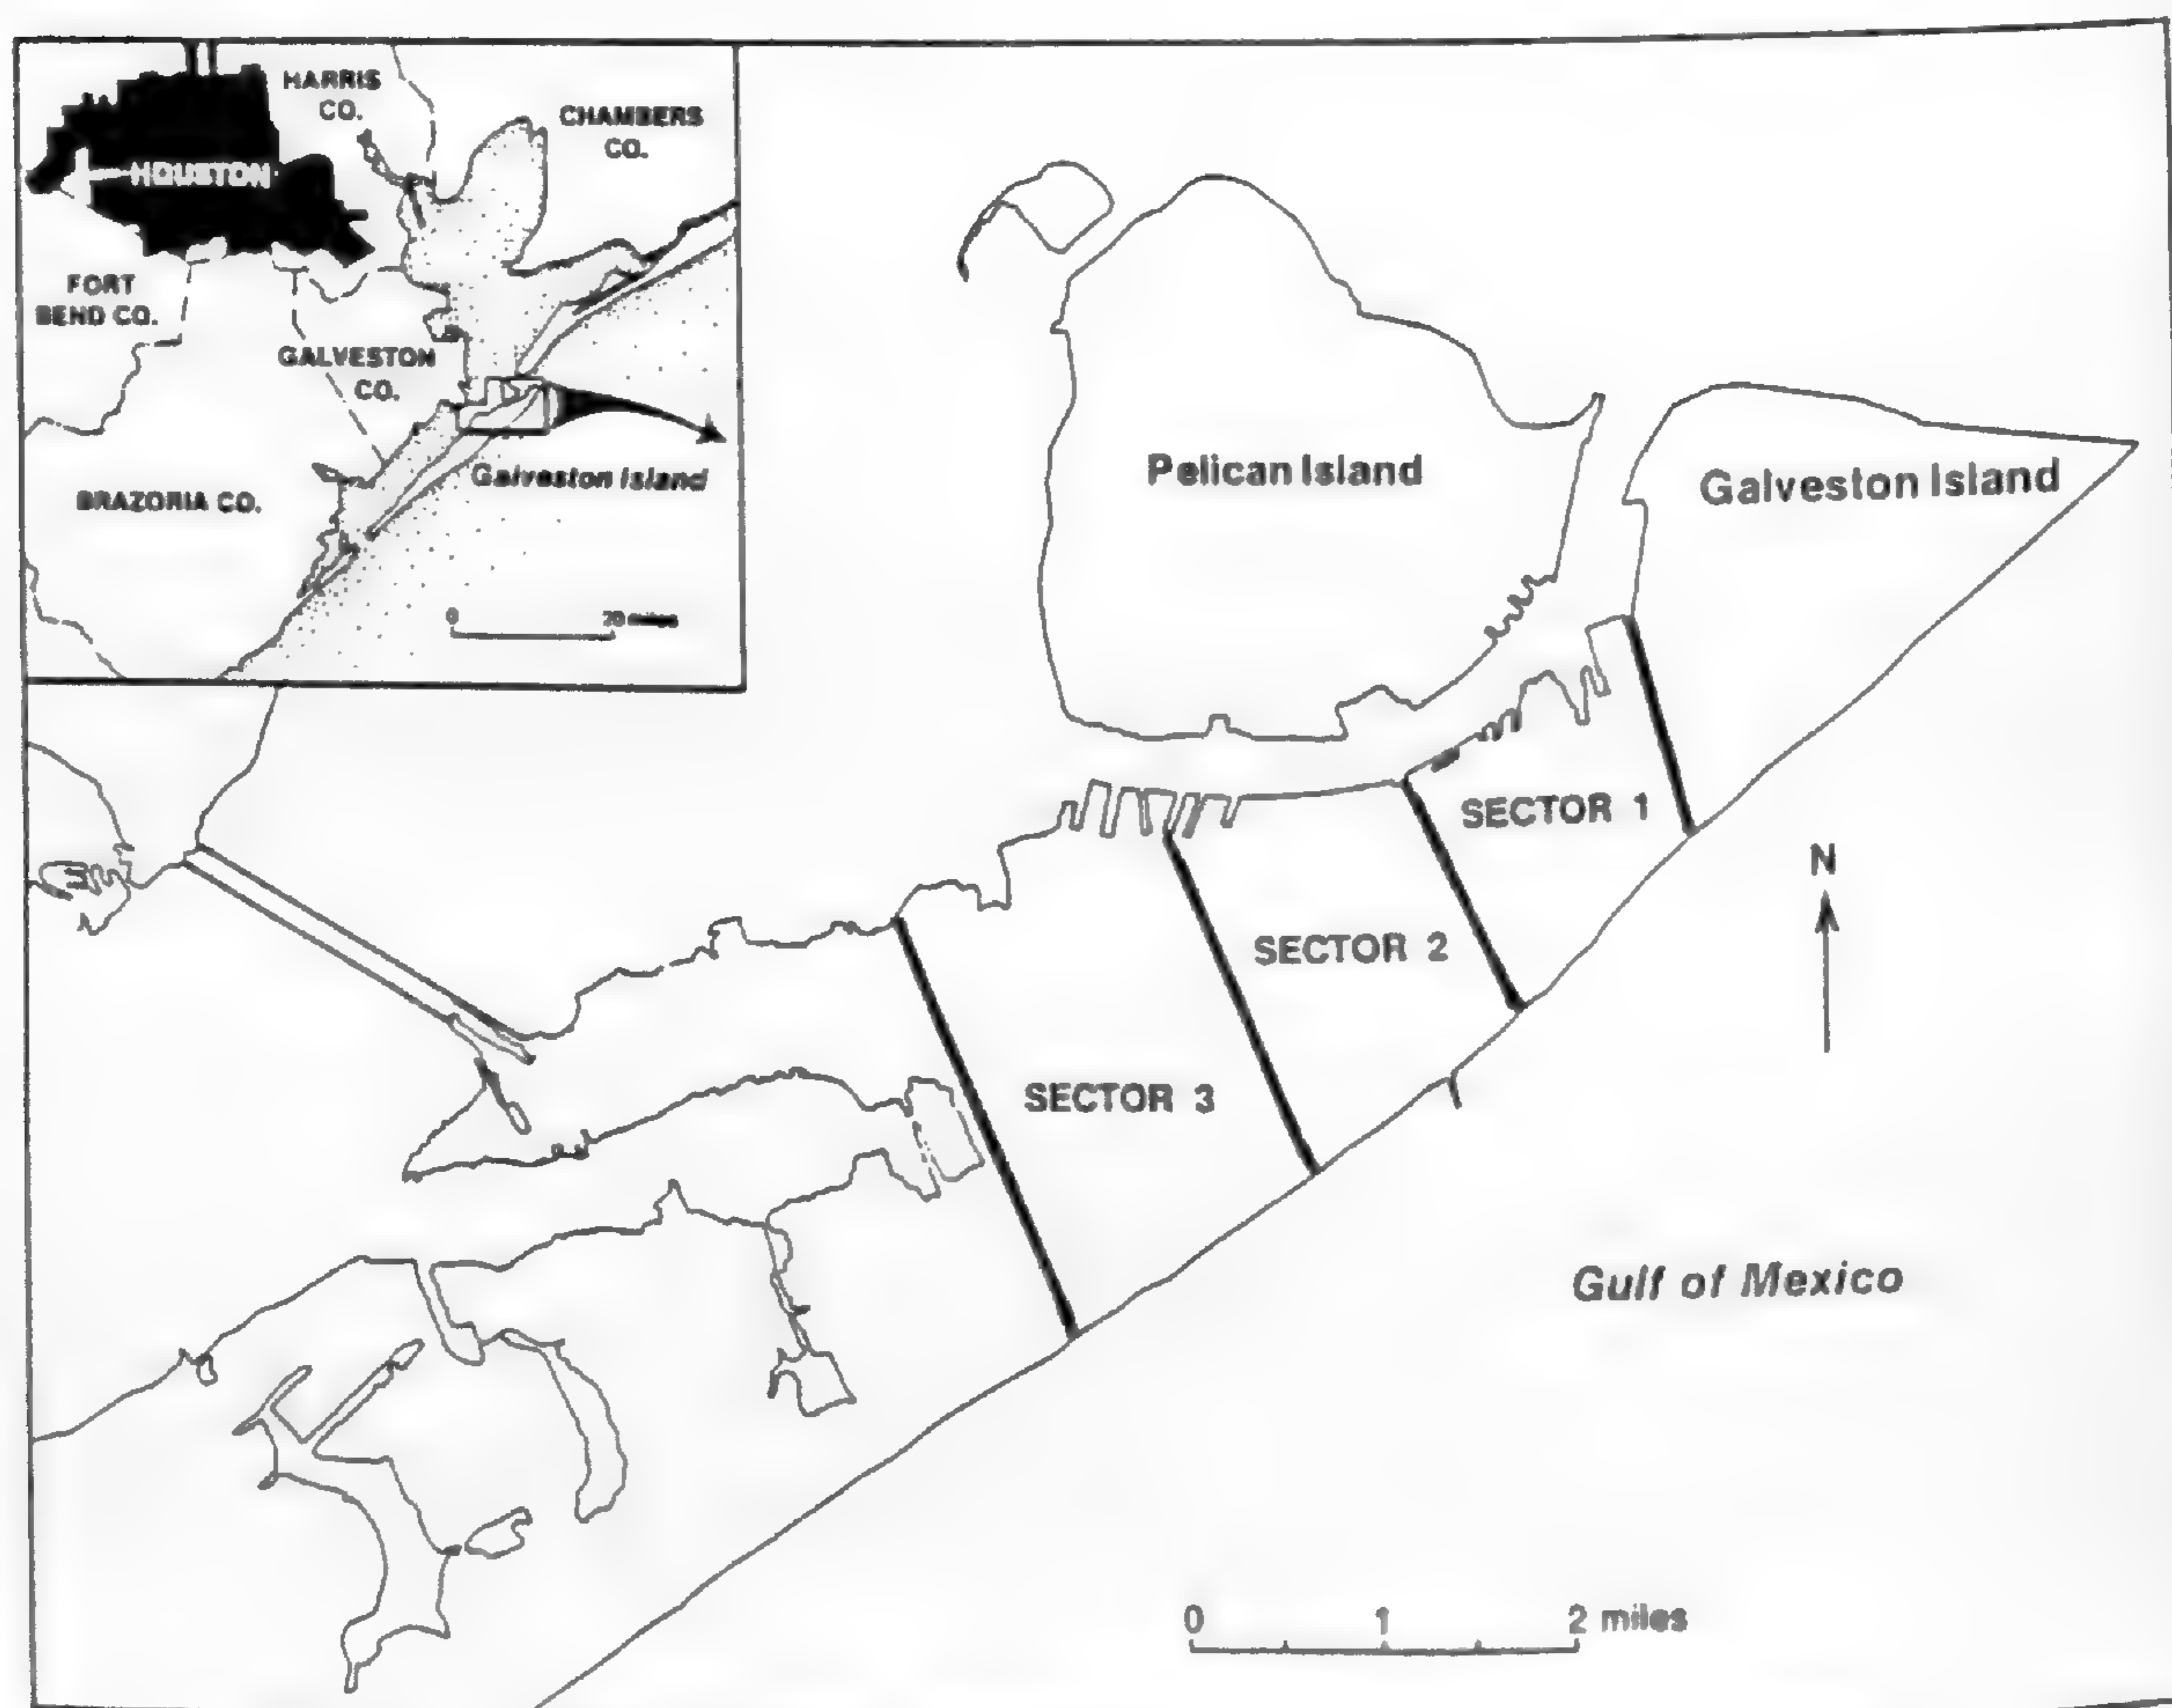 HARRIS
CO.
CHAMBERS
CO.
HOUSTON
FORT
BEND CO.
GALVESTON
CO.
BRAZORIA CO.
Galveston Island
0 20 miles
Pelican Island
Galveston Island
SECTOR 1
SECTOR 2
SECTOR 3
N
Gulf of Mexico
0 1 2 miles